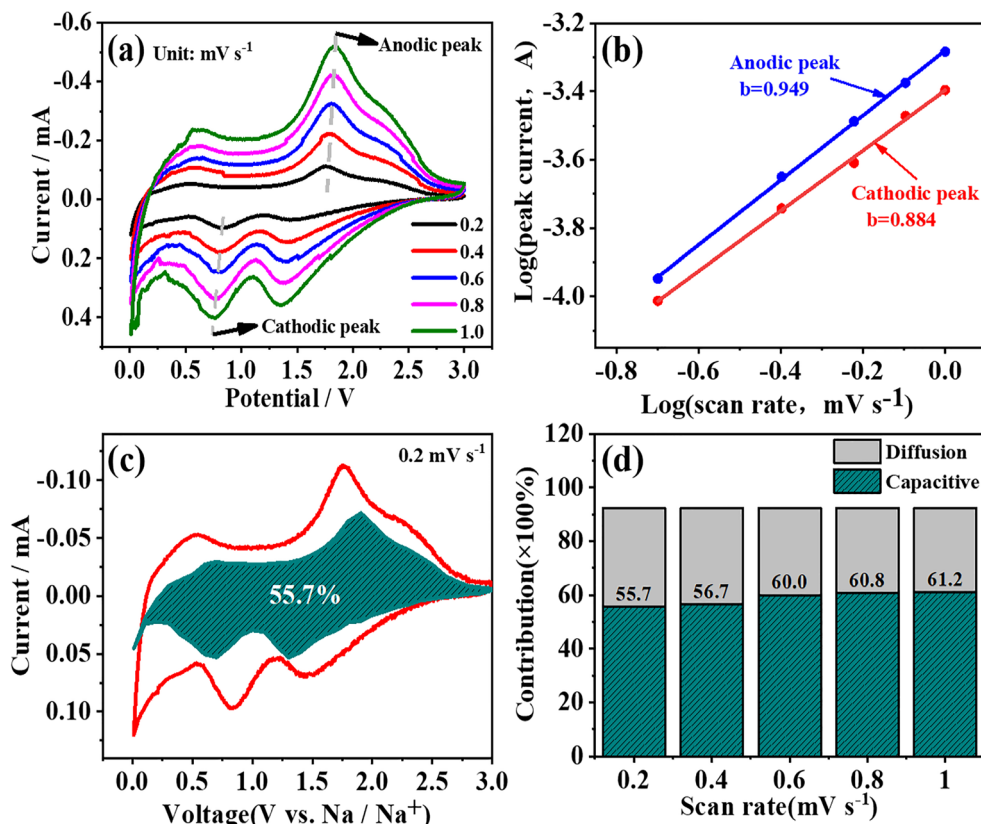 (a)
Unit: mV s-1
Anodic peak
Cathodic peak
0.2
0.4
0.6
0.8
1.0
-0.6
-0.4
-0.2
0.0
0.2
0.4
Current / mA
0.0 0.5 1.0 1.5 2.0 2.5 3.0
Potential / V
(b)
Anodic peak
b=0.949
Cathodic peak
b=0.884
-3.2
-3.4
-3.6
-3.8
-4.0
Log(peak current, A)
-0.8 -0.6 -0.4 -0.2 0.0
Log(scan rate, mV s-1)
(c)
0.2 mV s-1
55.7%
-0.10
-0.05
0.00
0.05
0.10
Current / mA
0.0 0.5 1.0 1.5 2.0 2.5 3.0
Voltage(V vs. Na / Na+)
(d)
Diffusion
Capacitive
55.7 56.7 60.0 60.8 61.2
120
100
80
60
40
20
0
Contribution(×100%)
0.2 0.4 0.6 0.8 1
Scan rate(mV s-1)